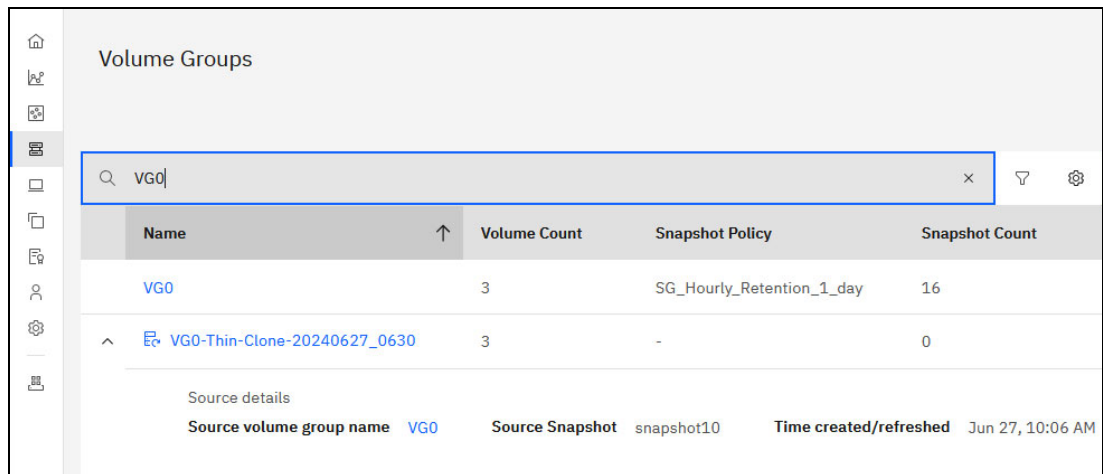 Volume Groups
VG0
Name Volume Count Snapshot Policy Snapshot Count
VG0 3 SG_Hourly_Retention_1_day 16
VG0-Thin-Clone-20240627_0630 3 - 0
Source details
Source volume group name VG0 Source Snapshot snapshot10 Time created/refreshed Jun 27, 10:06 AM